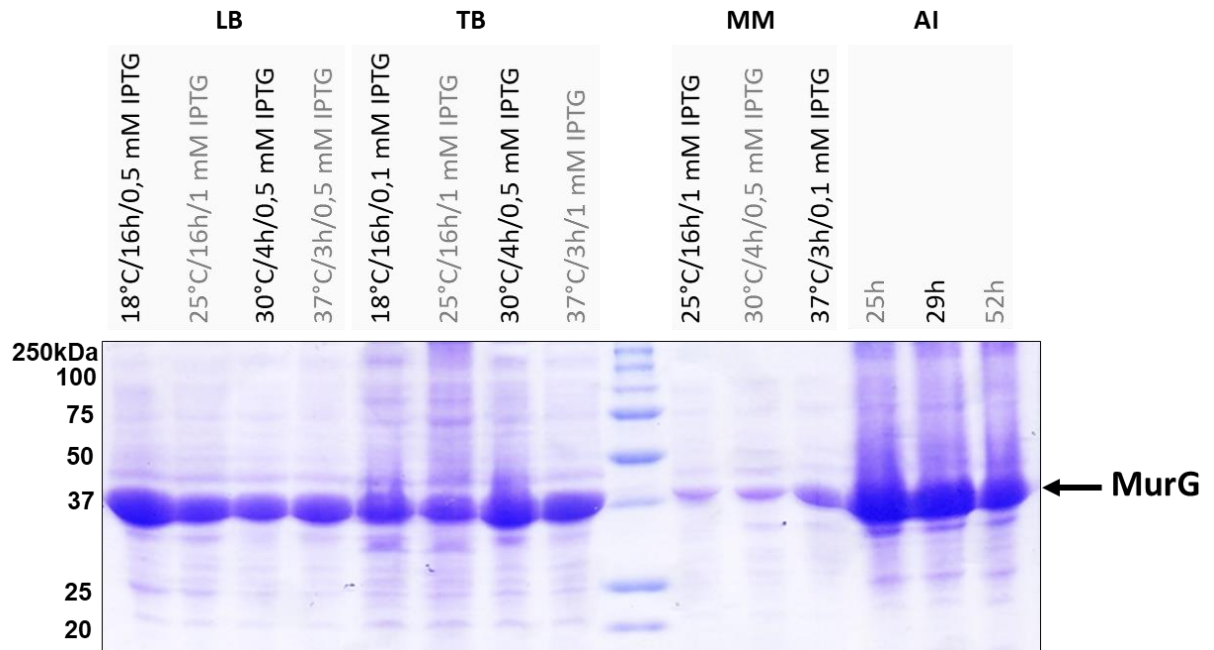 LB
TB
MM
AI
18°C/16h/0,5 mM IPTG
25°C/16h/1 mM IPTG
30°C/4h/0,5 mM IPTG
37°C/3h/0,5 mM IPTG
18°C/16h/0,1 mM IPTG
25°C/16h/1 mM IPTG
30°C/4h/0,5 mM IPTG
37°C/3h/1 mM IPTG
25°C/16h/1 mM IPTG
30°C/4h/0,5 mM IPTG
37°C/3h/0,1 mM IPTG
25h
29h
52h
250kDa
100
75
50
37
25
20
MurG